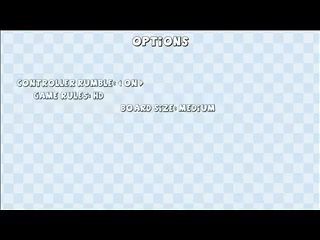 OPTIONS
CONTROLLER RUMBLE: <ON>
GAME RULES: HD
BOARD SIZE: MEDIUM